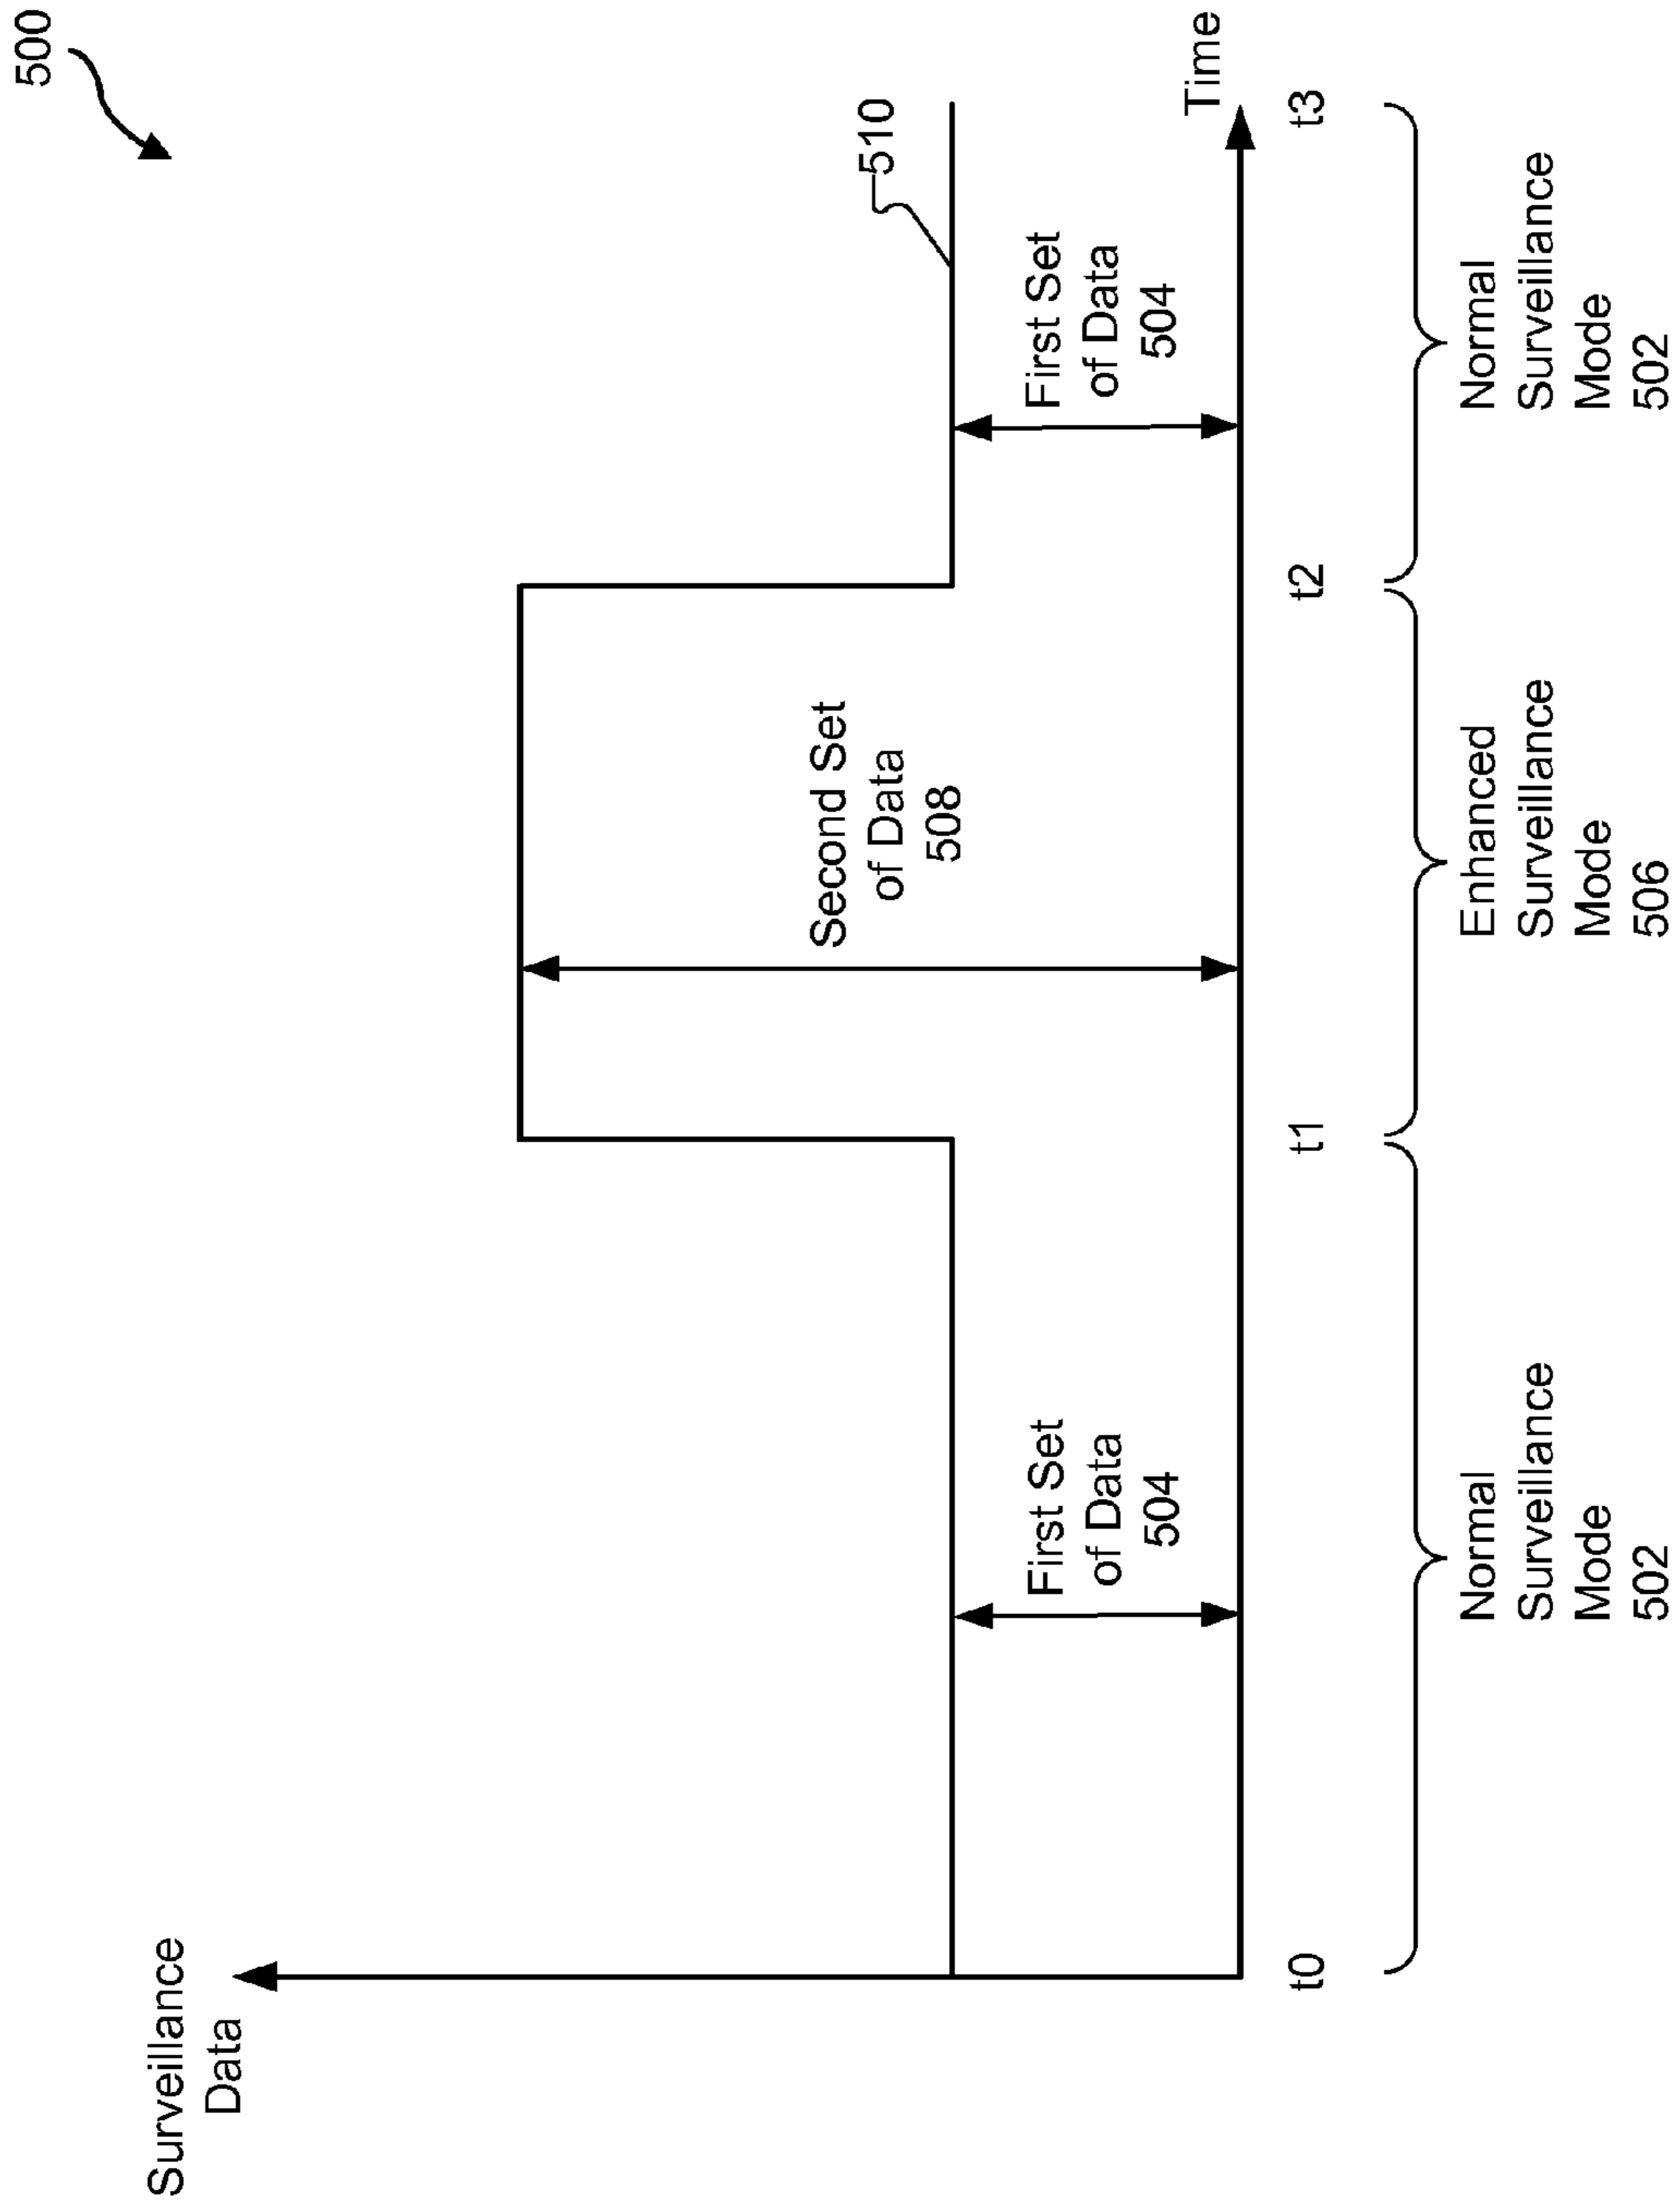 500
Surveillance
Data
510
Second Set
of Data
508
First Set
of Data
504
First Set
of Data
504
Time
t0
t1
t2
t3
Normal
Surveillance
Mode
502
Enhanced
Surveillance
Mode
506
Normal
Surveillance
Mode
502